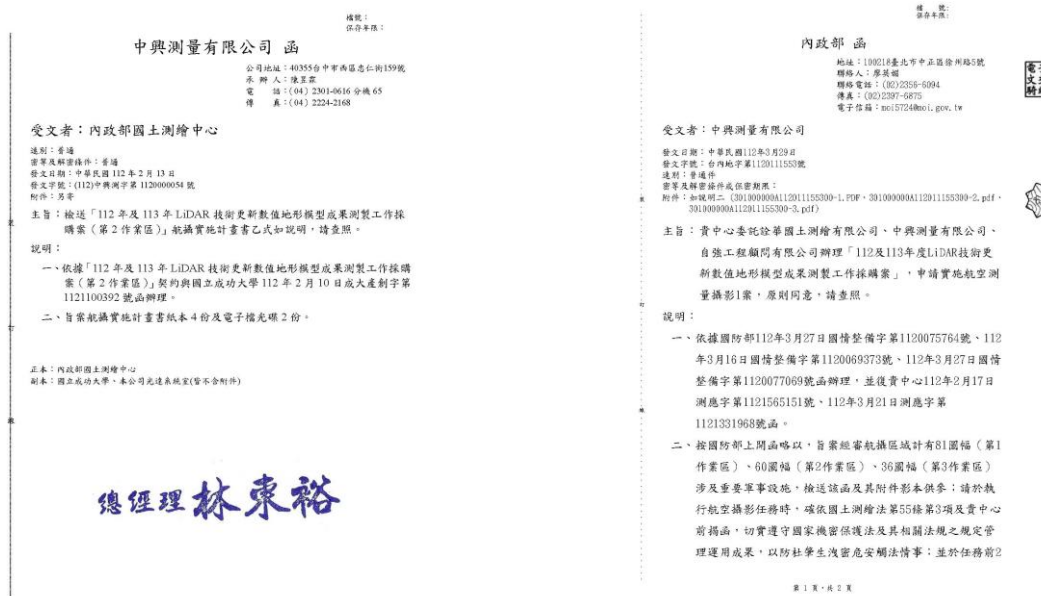 檔號：
保存年限：
中興測量有限公司 函
公司地址：40355台中市西區忠仁街159號
承 辦 人：陳昱霖
電 話：(04) 2301-0616 分機 65
傳 真：(04) 2224-2168
受文者：內政部國土測繪中心
速別：普通
密等及解密條件：普通
發文日期：中華民國 112 年 2 月 13 日
發文字號：(112)中興測字第 1120000054 號
附件：另寄
主旨：檢送「112 年及 113 年 LiDAR 技術更新數值地形模型成果測製工作採
購案（第 2 作業區）」航攝實施計畫書乙式如說明，請查照。
說明：
一、依據「112 年及 113 年 LiDAR 技術更新數值地形模型成果測製工作採購
案（第 2 作業區）」契約與國立成功大學 112 年 2 月 10 日成大產創字第
1121100392 號函辦理。
二、旨案航攝實施計畫書紙本 4 份及電子檔光碟 2 份。
正本：內政部國土測繪中心
副本：國立成功大學、本公司光達系統室(皆不含附件)
總經理 林東裕
裝
訂
線
檔 號:
保存年限:
內政部 函
地址：100218臺北市中正區徐州路5號
聯絡人：廖英
聯絡電話：(02)2356-6094
傳真：(02)2397-6875
電子信箱：moi5724@moi.gov.tw
受文者：中興測量有限公司
發文日期：中華民國112年3月29日
發文字號：台內地字第1120111553號
速別：普通件
密等及解密條件或保密期限：
附件：如說明二 (301000000A112011155300-1.PDF、301000000A112011155300-2.pdf、
301000000A112011155300-3.pdf)
主旨：貴中心委託詮華國土測繪有限公司、中興測量有限公司、
自強工程顧問有限公司辦理「112及113年度LiDAR技術更
新數值地形模型成果測製工作採購案」，申請實施航空測
量攝影1案，原則同意，請查照。
說明：
一、依據國防部112年3月27日國情整備字第1120075764號、112
年3月16日國情整備字第1120069373號、112年3月27日國情
整備字第1120077069號函辦理，並復貴中心112年2月17日
測應字第1121565151號、112年3月21日測應字第
1121331968號函。
二、按國防部上開函略以，旨案經審航攝區域計有81圖幅（第1
作業區）、60圖幅（第2作業區）、36圖幅（第3作業區）
涉及重要軍事設施，檢送該函及其附件影本供參；請於執
行航空攝影任務時，確依國土測繪法第55條第3項及貴中心
前揭函，切實遵守國家機密保護法及其相關法規之規定管
理運用成果，以防杜肇生洩密危安觸法情事；並於任務前2
裝
訂
線
第 1 頁，共 2 頁